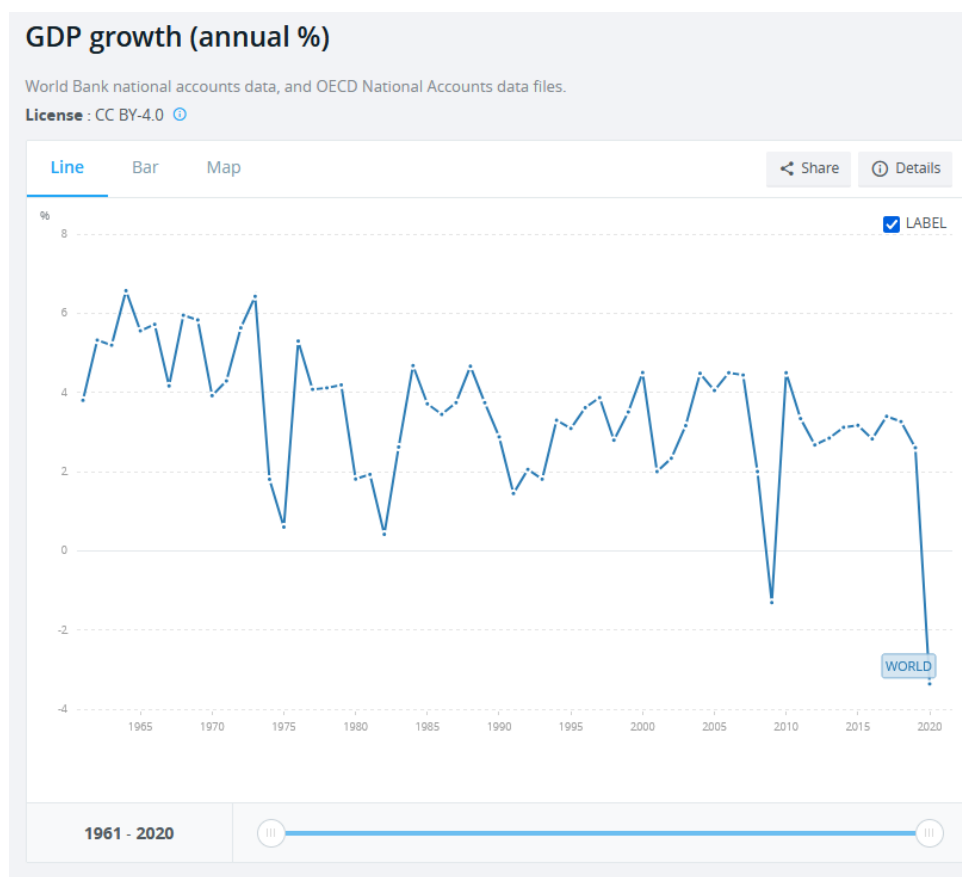 GDP growth (annual %)
World Bank national accounts data, and OECD National Accounts data files.
License : CC BY-4.0
Line Bar Map Share Details
%
LABEL
8
6
4
2
0
-2
WORLD
-4
1965 1970 1975 1980 1985 1990 1995 2000 2005 2010 2015 2020
1961 - 2020